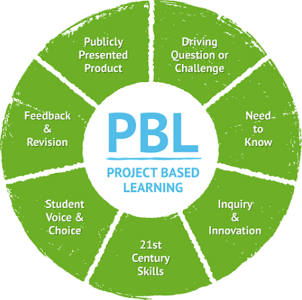 PBL
PROJECT BASED
LEARNING
Driving
Question or
Challenge
Need
to
Know
Inquiry
&
Innovation
21st
Century
Skills
Student
Voice &
Choice
Feedback
&
Revision
Publicly
Presented
Product